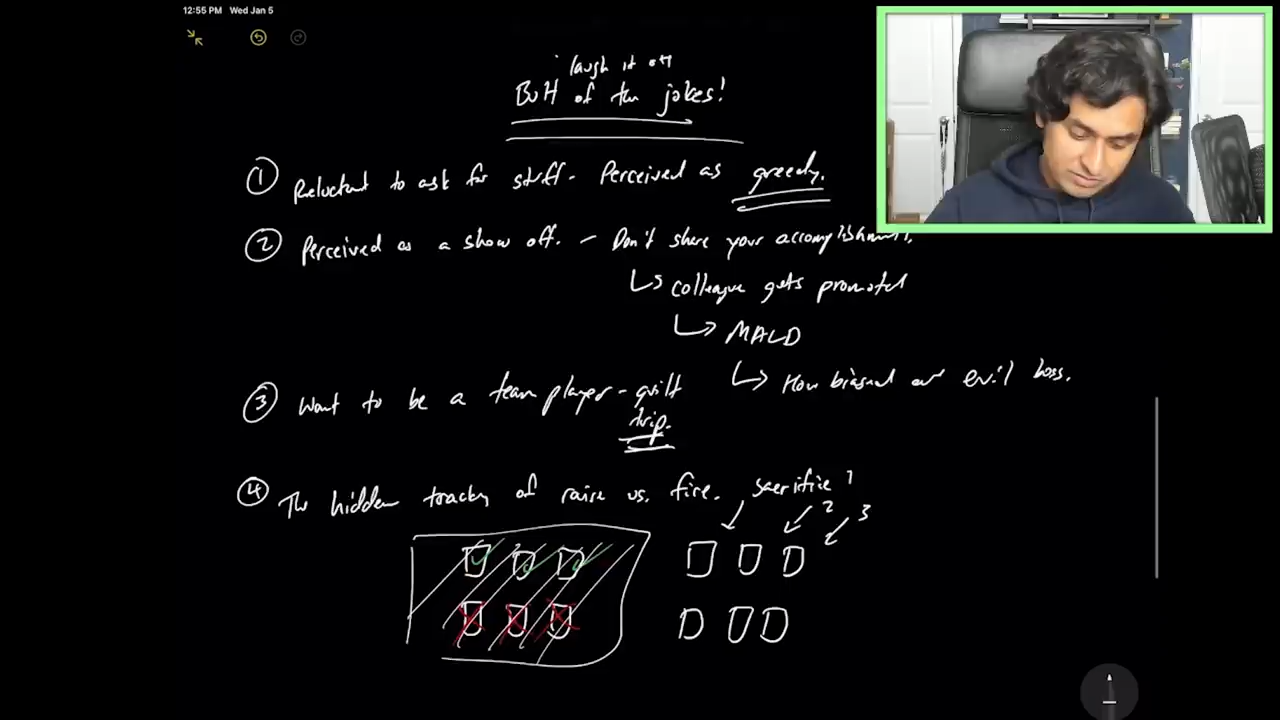 12:55 PM Wed Jan 5
laugh it off
Butt of the jokes!
① Reluctant to ask for stuff. Perceived as greedy.
② Perceived as a show off. - Don't share your accomplishments.
↳ colleague gets promoted
↳ MALD
↳ How biased our evil boss.
③ Want to be a team player - guilt
trip.
④ The hidden tracking of raise vs. fire.
sacrifice 1
2
3